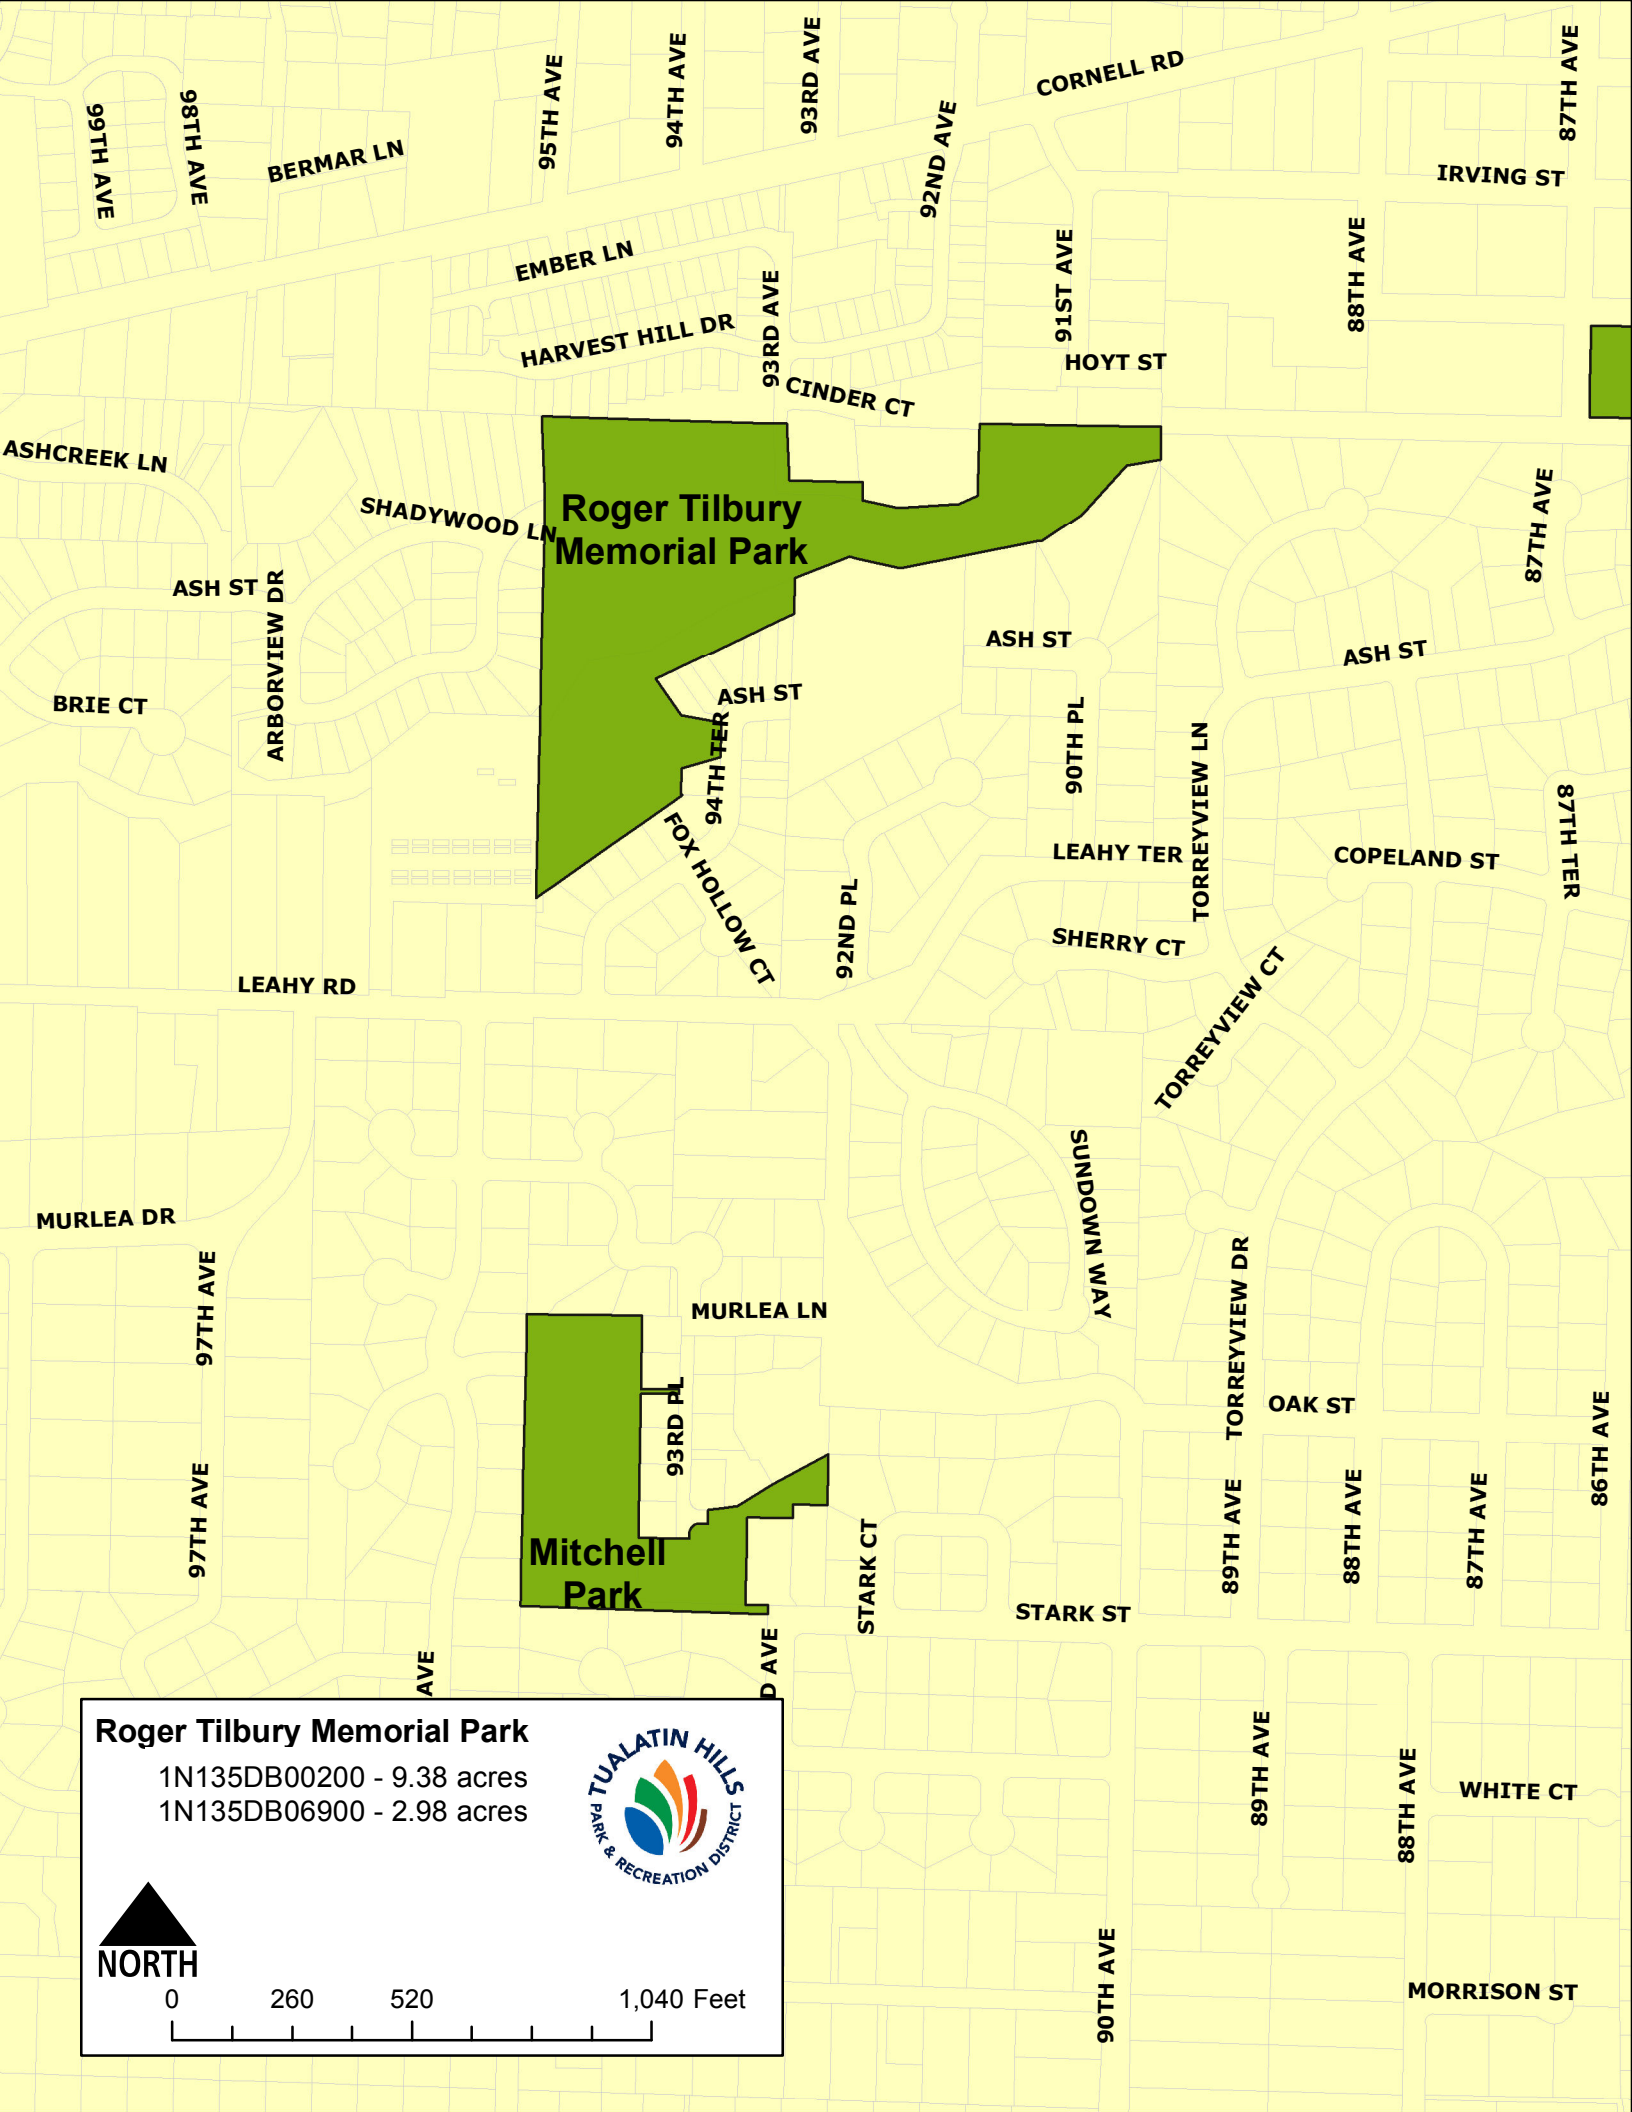 99TH AVE
98TH AVE
BERMAR LN
95TH AVE
94TH AVE
93RD AVE
92ND AVE
CORNELL RD
87TH AVE
IRVING ST
EMBER LN
HARVEST HILL DR
93RD AVE
CINDER CT
91ST AVE
HOYT ST
88TH AVE
ASHCREEK LN
SHADYWOOD LN
Roger Tilbury
Memorial Park
87TH AVE
ASH ST
ARBORVIEW DR
BRIE CT
ASH ST
94TH TER
ASH ST
90TH PL
TORREYVIEW LN
ASH ST
87TH TER
FOX HOLLOW CT
92ND PL
LEAHY TER
COPELAND ST
SHERRY CT
LEAHY RD
TORREYVIEW CT
MURLEA DR
97TH AVE
SUNDOWN WAY
TORREYVIEW DR
MURLEA LN
93RD PL
OAK ST
86TH AVE
97TH AVE
Mitchell
Park
STARK CT
STARK ST
89TH AVE
88TH AVE
87TH AVE
AVE
D AVE
89TH AVE
88TH AVE
WHITE CT
90TH AVE
MORRISON ST
Roger Tilbury Memorial Park
1N135DB00200 - 9.38 acres
1N135DB06900 - 2.98 acres
TUALATIN HILLS
PARK & RECREATION DISTRICT
NORTH
0 260 520 1,040 Feet